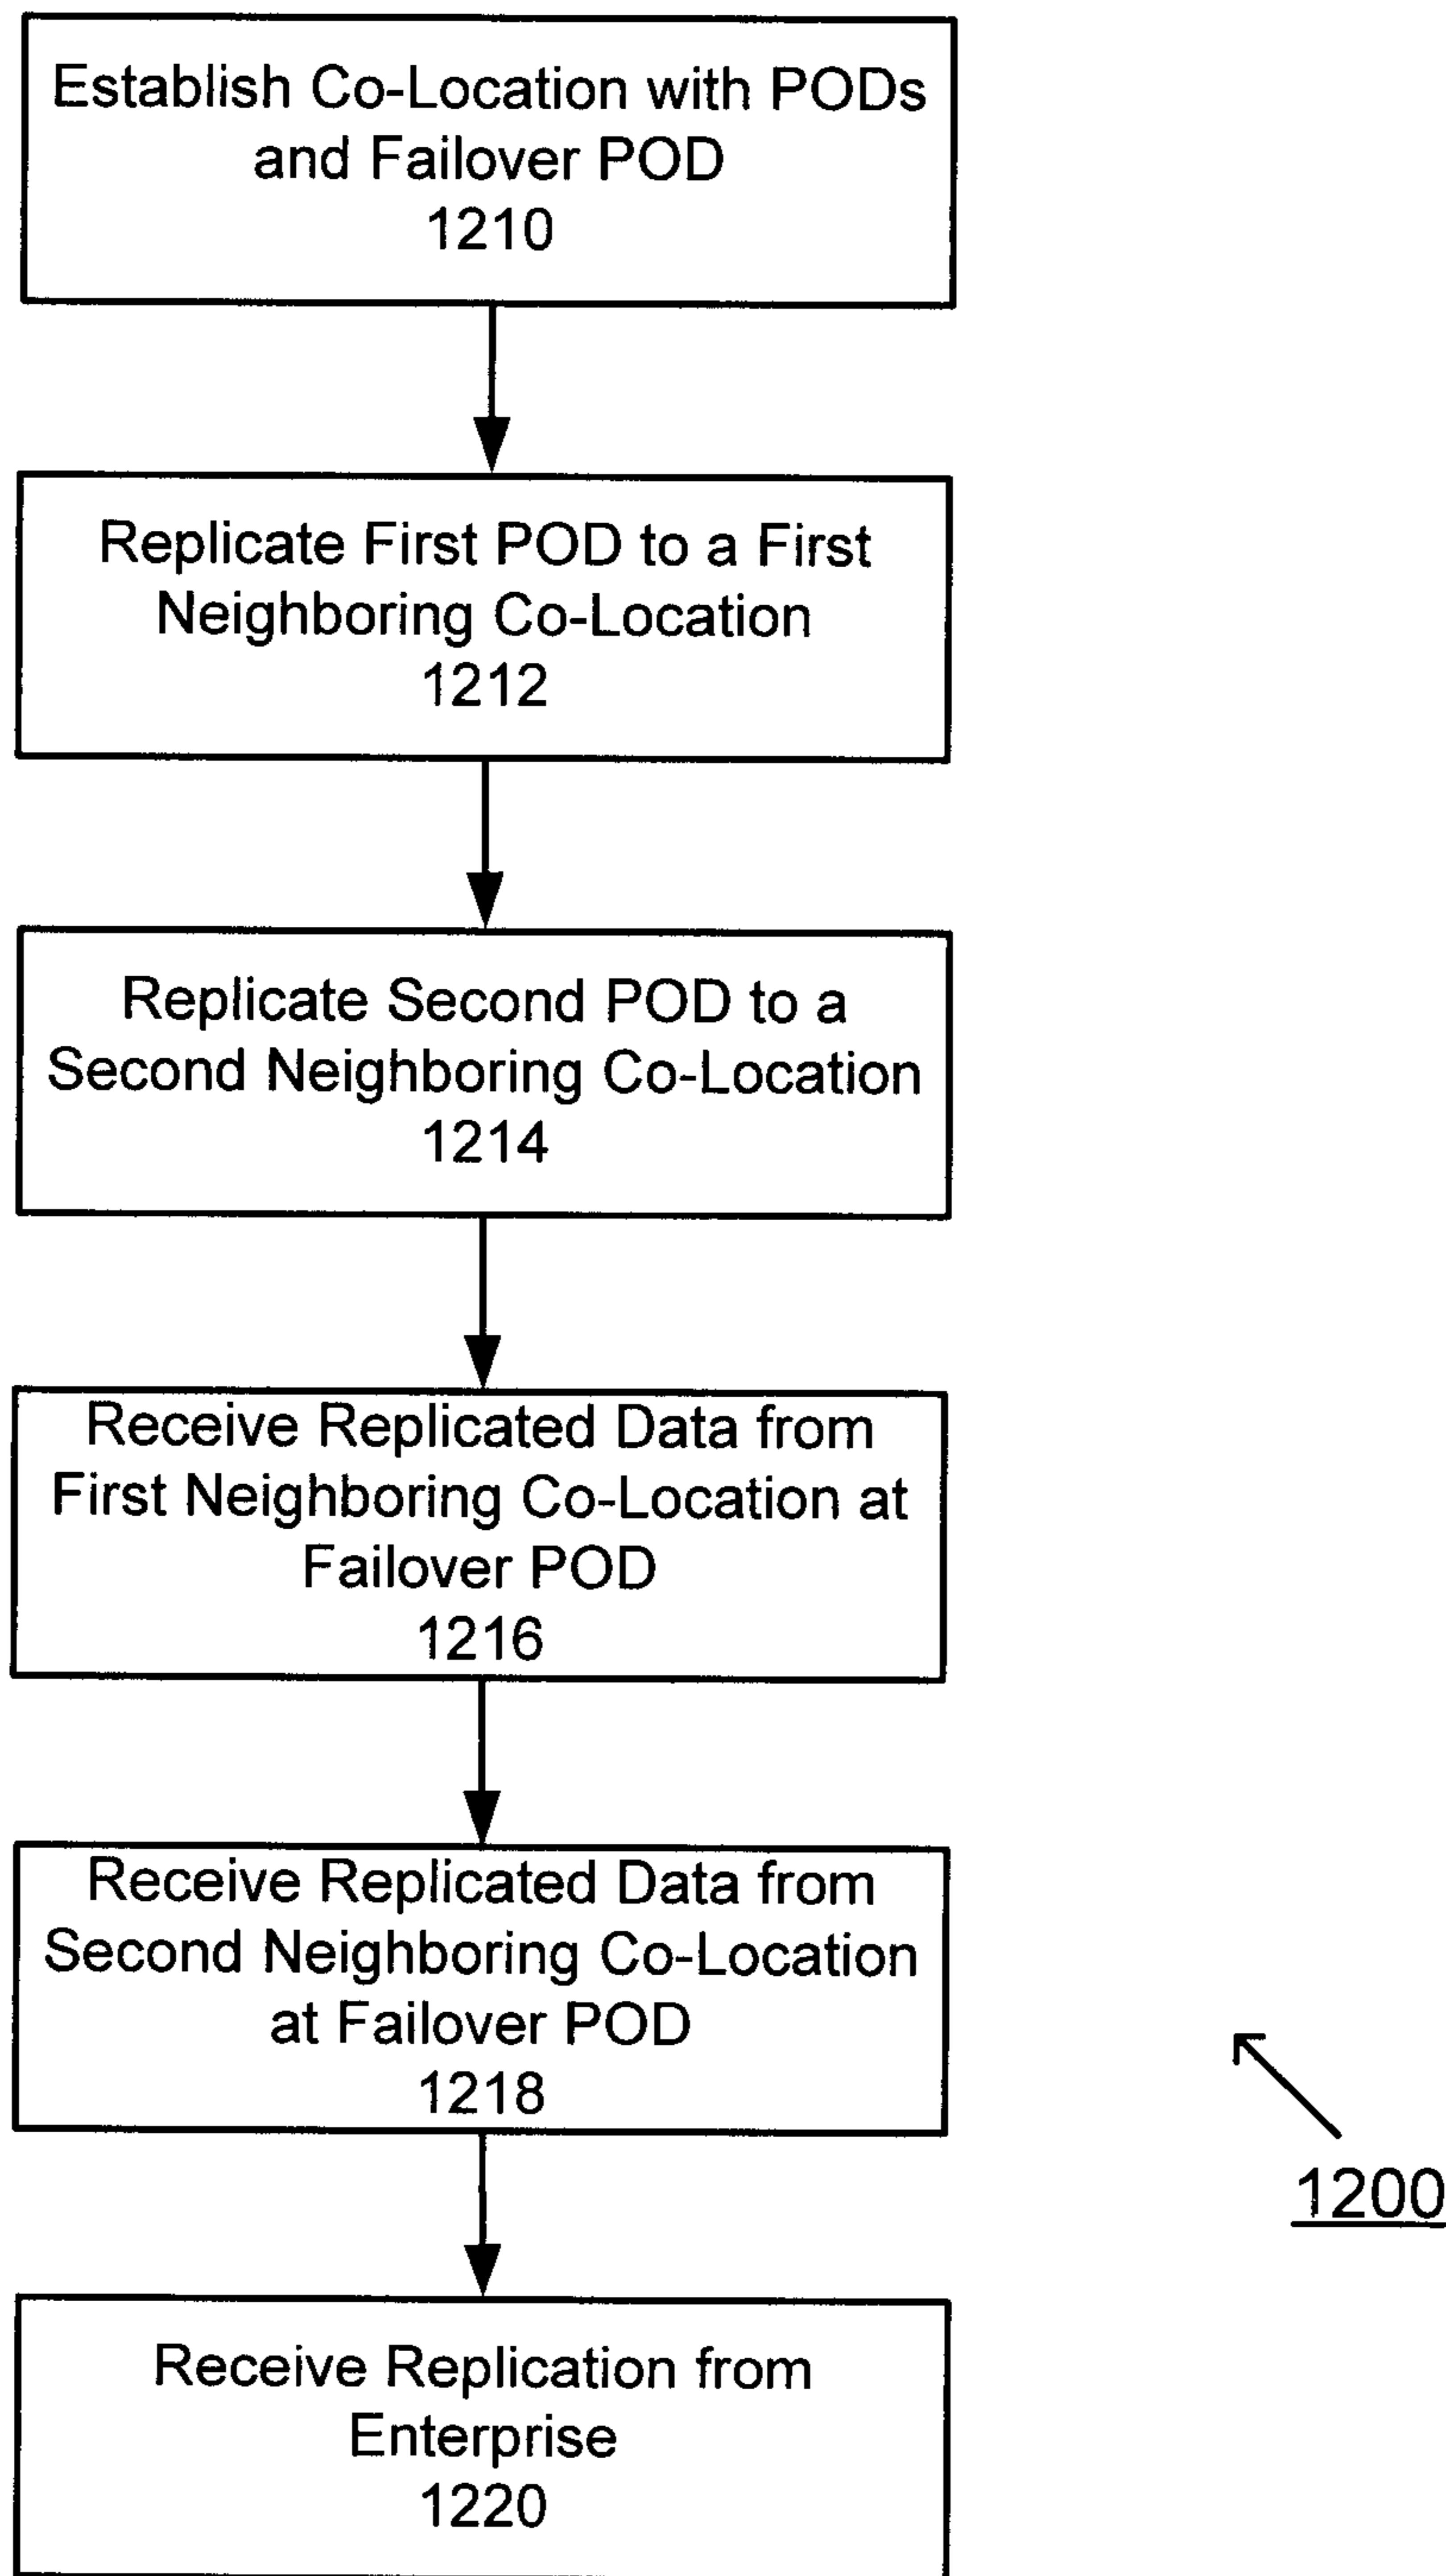 Establish Co-Location with PODs
and Failover POD
1210
Replicate First POD to a First
Neighboring Co-Location
1212
Replicate Second POD to a
Second Neighboring Co-Location
1214
Receive Replicated Data from
First Neighboring Co-Location at
Failover POD
1216
Receive Replicated Data from
Second Neighboring Co-Location
at Failover POD
1218
1200
Receive Replication from
Enterprise
1220